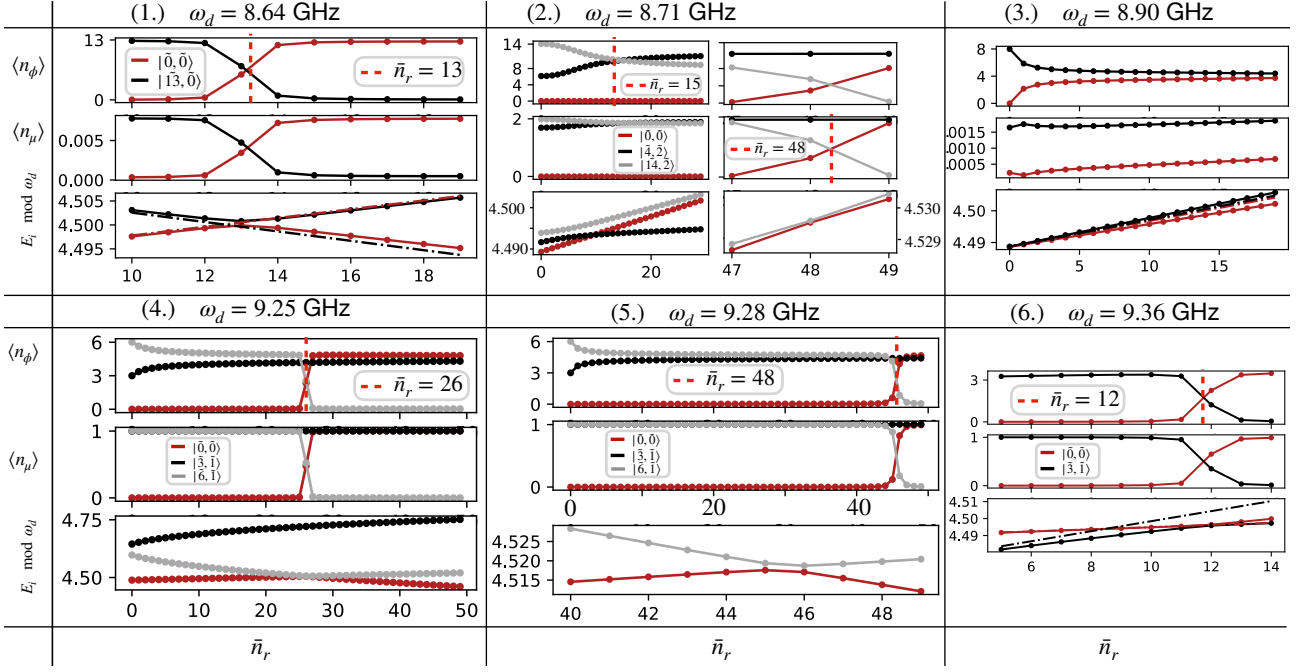 (1.) ω_d = 8.64 GHz
(2.) ω_d = 8.71 GHz
(3.) ω_d = 8.90 GHz
⟨n_ϕ⟩
13
0
|0̃, 0̃⟩
|1̃3, 0̃⟩
n̄_r = 13
14
10
8
4
0
n̄_r = 15
8
4
0
⟨n_μ⟩
0.005
0.000
2
0
|0̃, 0̃⟩
|4̃, 2̃⟩
|1̃4, 2̃⟩
n̄_r = 48
.0015
.0005
E_i mod ω_d
4.505
4.500
4.495
10 12 14 16 18
4.500
4.490
0 20
4.530
4.529
47 48 49
4.50
4.49
0 5 10 15
(4.) ω_d = 9.25 GHz
(5.) ω_d = 9.28 GHz
(6.) ω_d = 9.36 GHz
⟨n_ϕ⟩
6
3
0
n̄_r = 26
6
3
0
n̄_r = 48
3
0
n̄_r = 12
⟨n_μ⟩
1
0
|0̃, 0̃⟩
|3̃, 1̃⟩
|6̃, 1̃⟩
1
0
|0̃, 0̃⟩
|3̃, 1̃⟩
|6̃, 1̃⟩
0 20 40
1
0
|0̃, 0̃⟩
|3̃, 1̃⟩
E_i mod ω_d
4.75
4.50
0 10 20 30 40 50
4.525
4.520
4.515
40 42 44 46 48
4.51
4.50
4.49
6 8 10 12 14
n̄_r
n̄_r
n̄_r